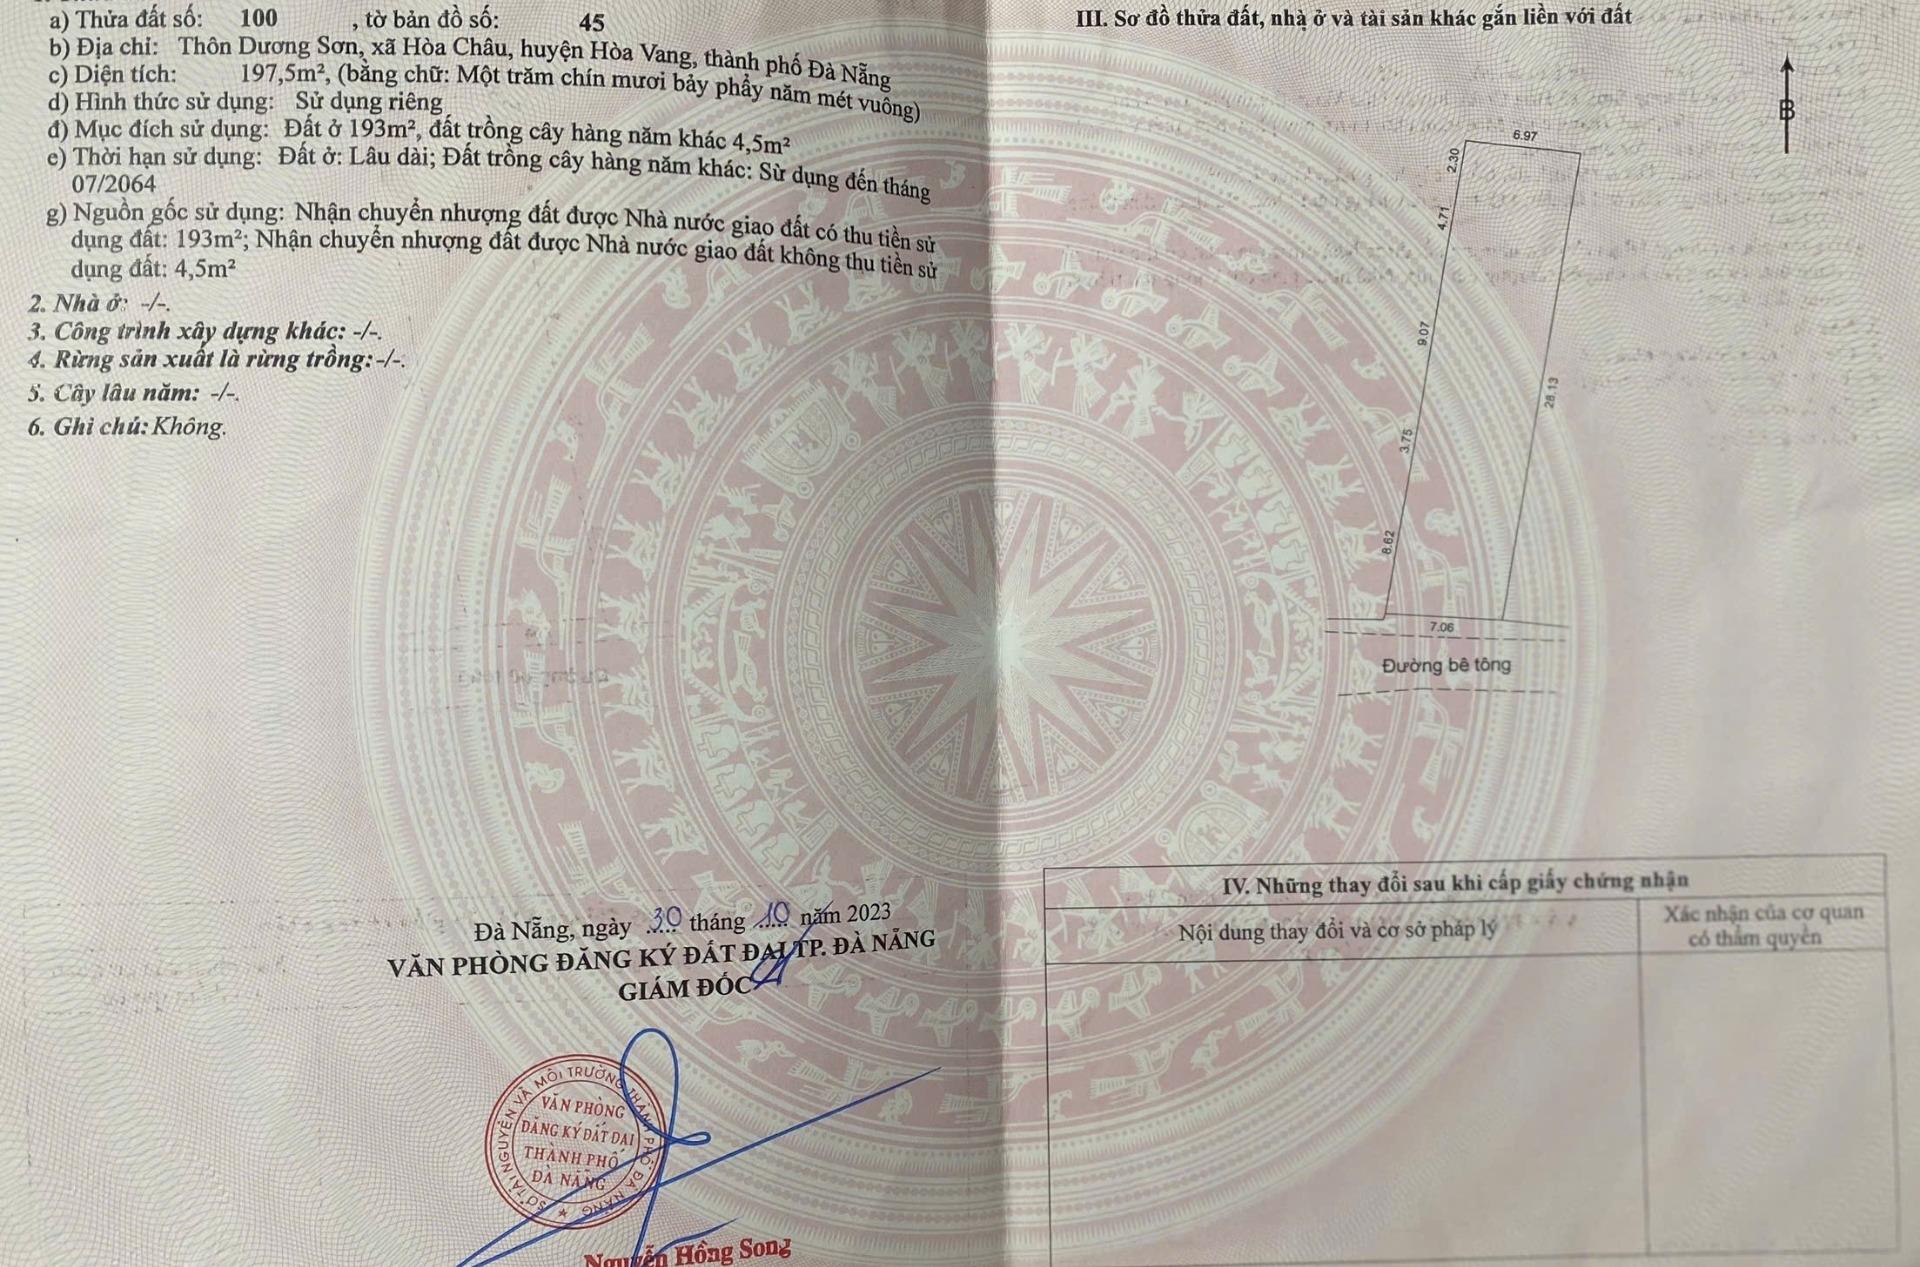 a) Thửa đất số: 100 , tờ bản đồ số: 45
b) Địa chỉ: Thôn Dương Sơn, xã Hòa Châu, huyện Hòa Vang, thành phố Đà Nẵng
c) Diện tích: 197,5m², (bằng chữ: Một trăm chín mươi bảy phẩy năm mét vuông)
d) Hình thức sử dụng: Sử dụng riêng
đ) Mục đích sử dụng: Đất ở 193m², đất trồng cây hàng năm khác 4,5m²
e) Thời hạn sử dụng: Đất ở: Lâu dài; Đất trồng cây hàng năm khác: Sử dụng đến tháng
07/2064
g) Nguồn gốc sử dụng: Nhận chuyển nhượng đất được Nhà nước giao đất có thu tiền sử
dụng đất: 193m²; Nhận chuyển nhượng đất được Nhà nước giao đất không thu tiền sử
dụng đất: 4,5m²
2. Nhà ở: -/-.
3. Công trình xây dựng khác: -/-.
4. Rừng sản xuất là rừng trồng:-/-.
5. Cây lâu năm: -/-.
6. Ghi chú: Không.
Đà Nẵng, ngày 30 tháng 10 năm 2023
VĂN PHÒNG ĐĂNG KÝ ĐẤT ĐAI TP. ĐÀ NẴNG
GIÁM ĐỐC
SỞ TÀI NGUYÊN VÀ MÔI TRƯỜNG THÀNH PHỐ ĐÀ NẴNG
VĂN PHÒNG
ĐĂNG KÝ ĐẤT ĐAI
THÀNH PHỐ
ĐÀ NẴNG
Nguyễn Hồng Song
III. Sơ đồ thửa đất, nhà ở và tài sản khác gắn liền với đất
B
6.97
2.30
4.71
9.07
28.13
3.75
8.62
7.06
Đường bê tông
IV. Những thay đổi sau khi cấp giấy chứng nhận
Nội dung thay đổi và cơ sở pháp lý
Xác nhận của cơ quan
có thẩm quyền